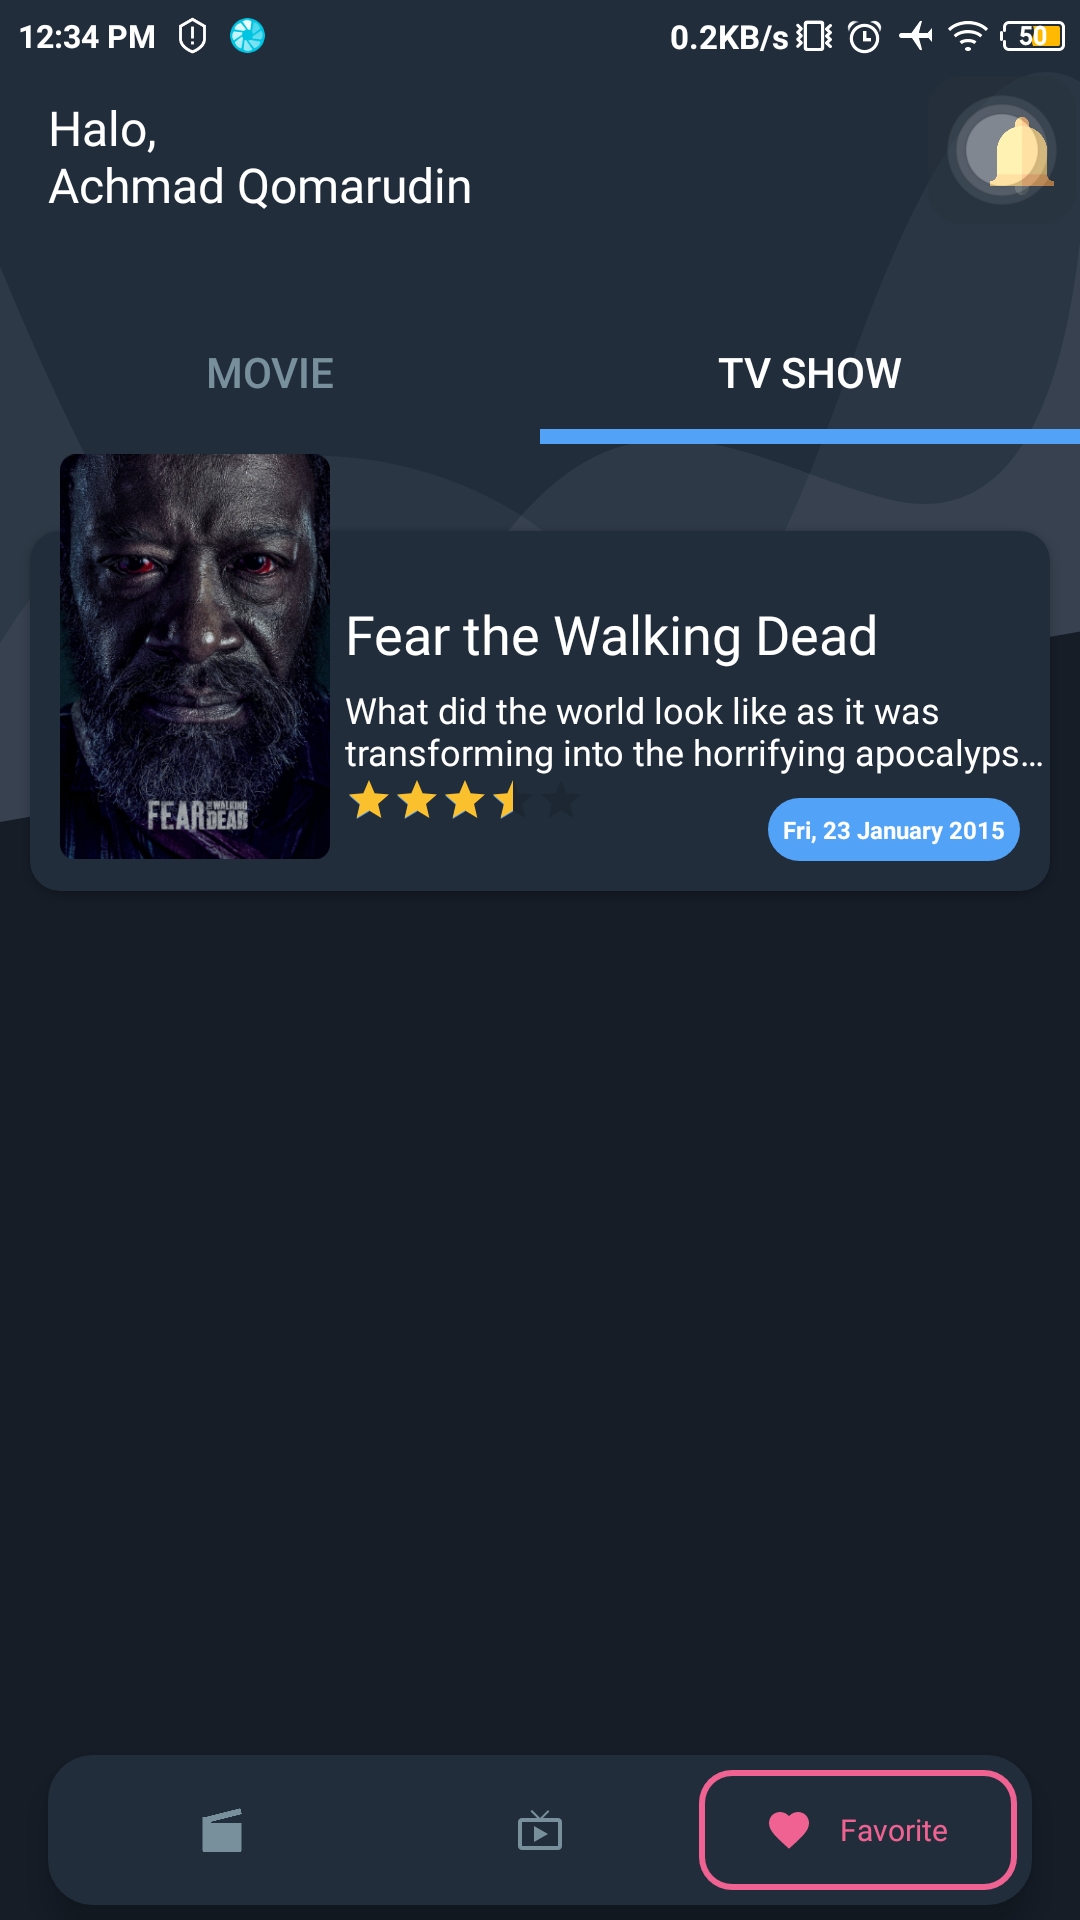 12:34 PM
0.2KB/s
50
Halo,
Achmad Qomarudin
MOVIE
TV SHOW
FEAR THE WALKING DEAD
Fear the Walking Dead
What did the world look like as it was
transforming into the horrifying apocalyps...
Fri, 23 January 2015
Favorite